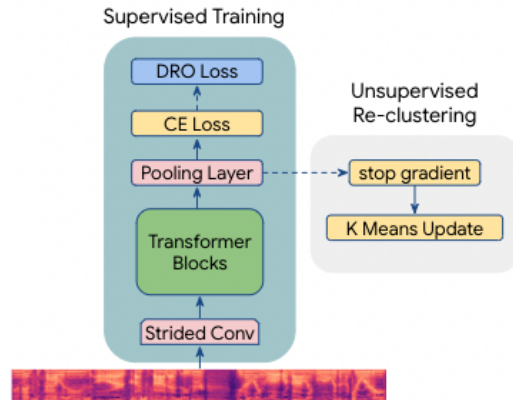 Supervised Training
DRO Loss
CE Loss
Pooling Layer
Transformer
Blocks
Strided Conv
Unsupervised
Re-clustering
stop gradient
K Means Update